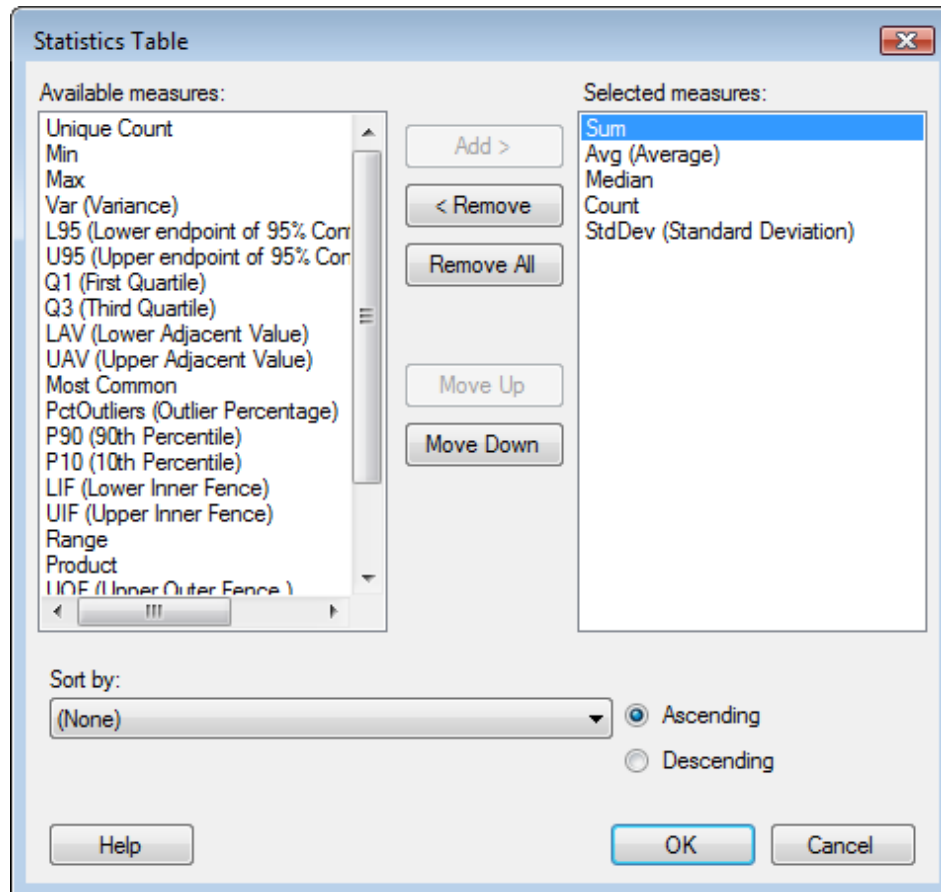 Statistics Table
Available measures:
Unique Count
Min
Max
Var (Variance)
L95 (Lower endpoint of 95% Con
U95 (Upper endpoint of 95% Con
Q1 (First Quartile)
Q3 (Third Quartile)
LAV (Lower Adjacent Value)
UAV (Upper Adjacent Value)
Most Common
PctOutliers (Outlier Percentage)
P90 (90th Percentile)
P10 (10th Percentile)
LIF (Lower Inner Fence)
UIF (Upper Inner Fence)
Range
Product
UOF (Upper Outer Fence )
Add >
< Remove
Remove All
Move Up
Move Down
Selected measures:
Sum
Avg (Average)
Median
Count
StdDev (Standard Deviation)
Sort by:
(None)
Ascending
Descending
Help
OK
Cancel